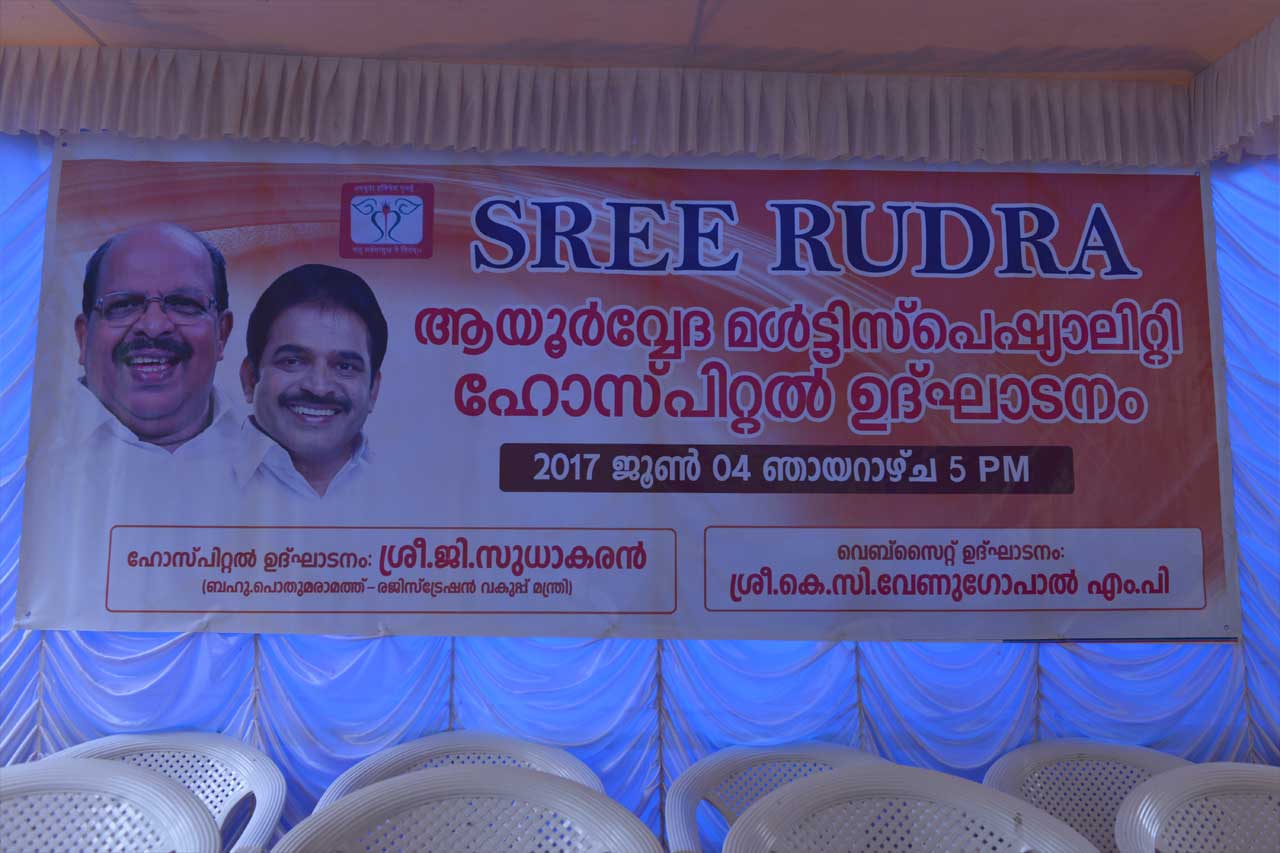 SREE RUDRA
ആയൂർവ്വേദ മൾട്ടിസ്പെഷ്യാലിറ്റി
ഹോസ്പിറ്റൽ ഉദ്ഘാടനം
2017 ജൂൺ 04 ഞായറാഴ്ച 5 PM
ഹോസ്പിറ്റൽ ഉദ്ഘാടനം: ശ്രീ.ജി.സുധാകരൻ
(ബഹു.പൊതുമരാമത്ത് – രജിസ്ട്രേഷൻ വകുപ്പ് മന്ത്രി)
വെബ്സൈറ്റ് ഉദ്ഘാടനം:
ശ്രീ.കെ.സി.വേണുഗോപാൽ എം.പി